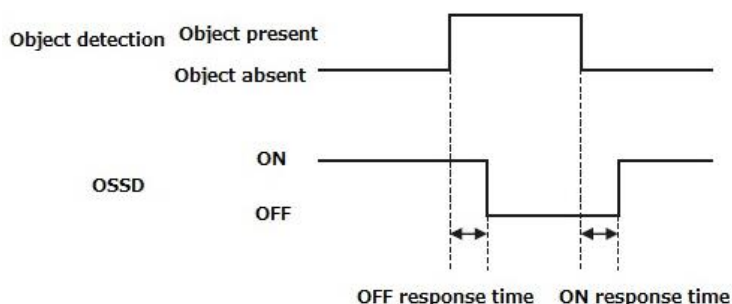 Object detection
Object present
Object absent
OSSD
ON
OFF
OFF response time
ON response time